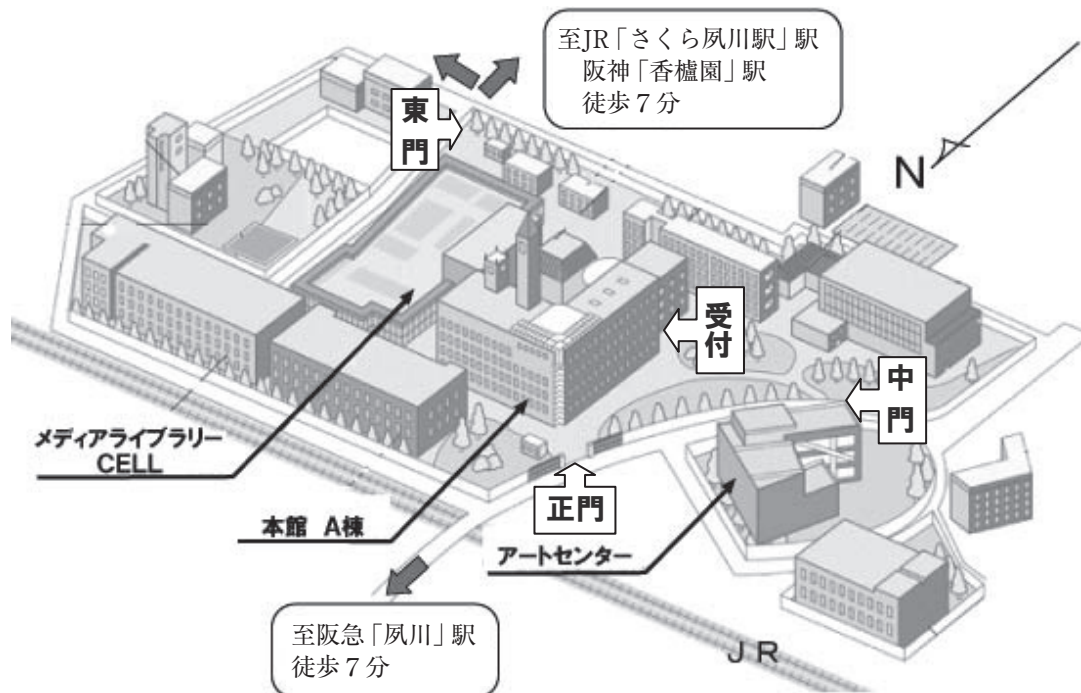 至JR「さくら夙川駅」駅
阪神「香櫨園」駅
徒歩７分
東門
N
受付
中門
メディアライブラリー
CELL
正門
本館 A棟
アートセンター
至阪急「夙川」駅
徒歩７分
JR